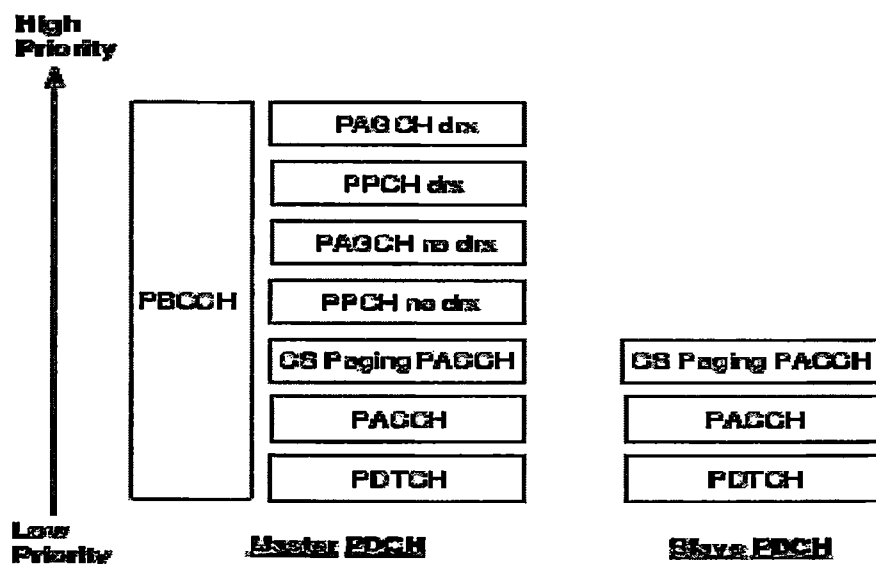 High
Priority
PAGCH drx
PPCH drx
PAGCH no drx
PBCCH
PPCH no drx
CS Paging PACCH
CS Paging PACCH
PACCH
PACCH
PDTCH
PDTCH
Low
Priority
Master PDCH
Slave PDCH